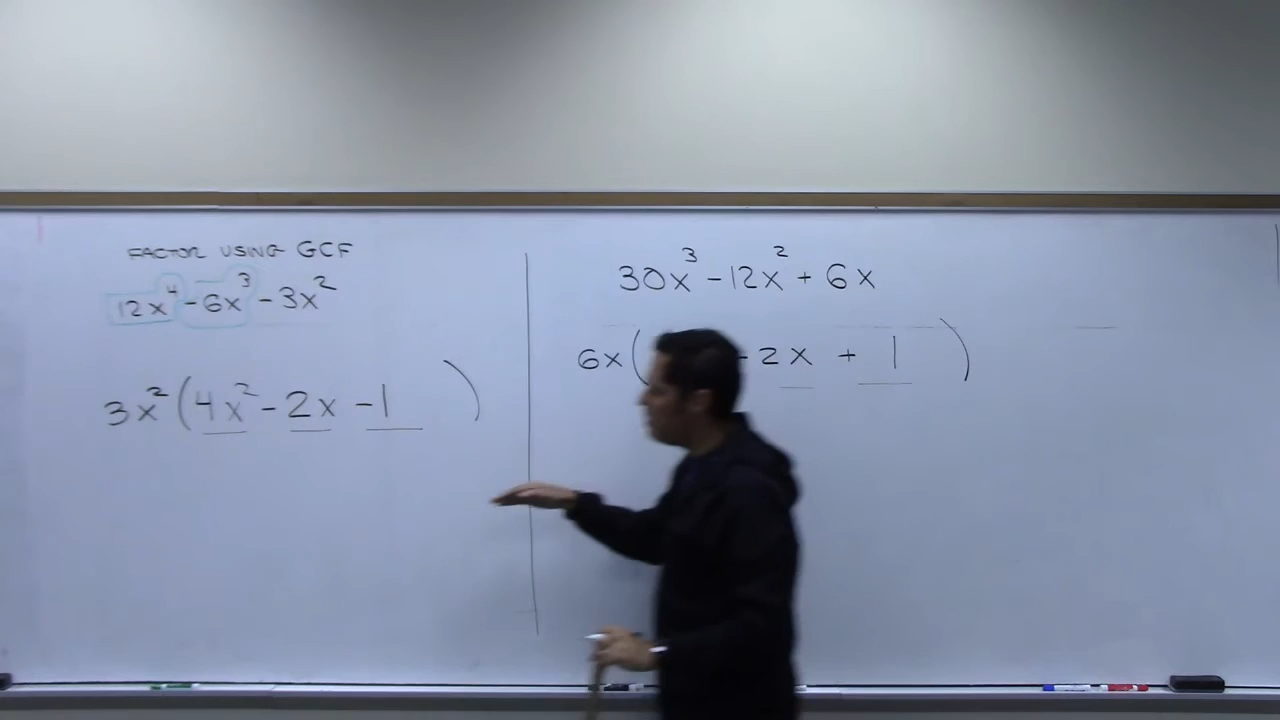 FACTOR USING GCF
12x⁴ - 6x³ - 3x²
3x² (4x² - 2x - 1)
30x³ - 12x² + 6x
6x( - 2x + 1)